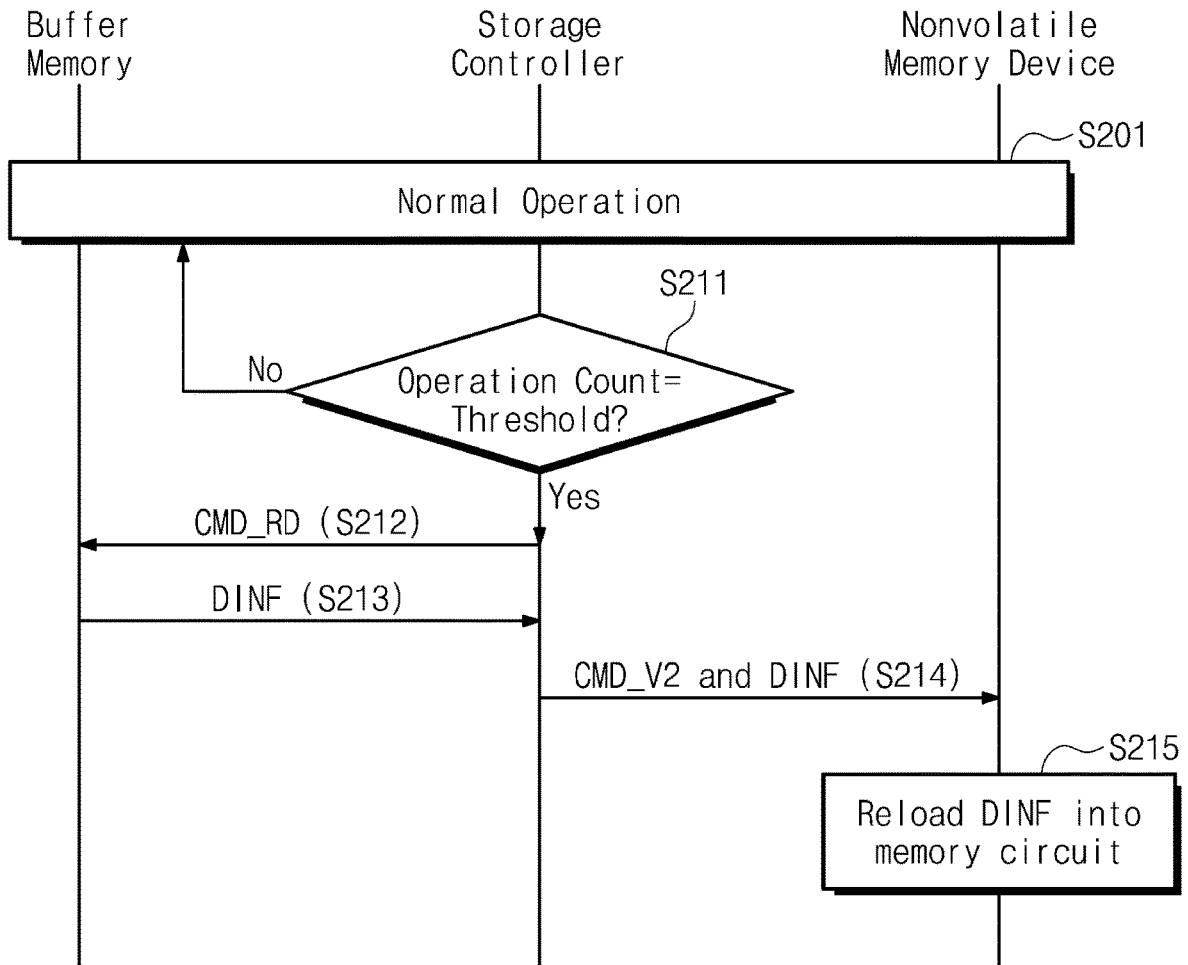 Buffer
Memory
Storage
Controller
Nonvolatile
Memory Device
S201
Normal Operation
S211
No
Operation Count=
Threshold?
Yes
CMD_RD (S212)
DINF (S213)
CMD_V2 and DINF (S214)
S215
Reload DINF into
memory circuit